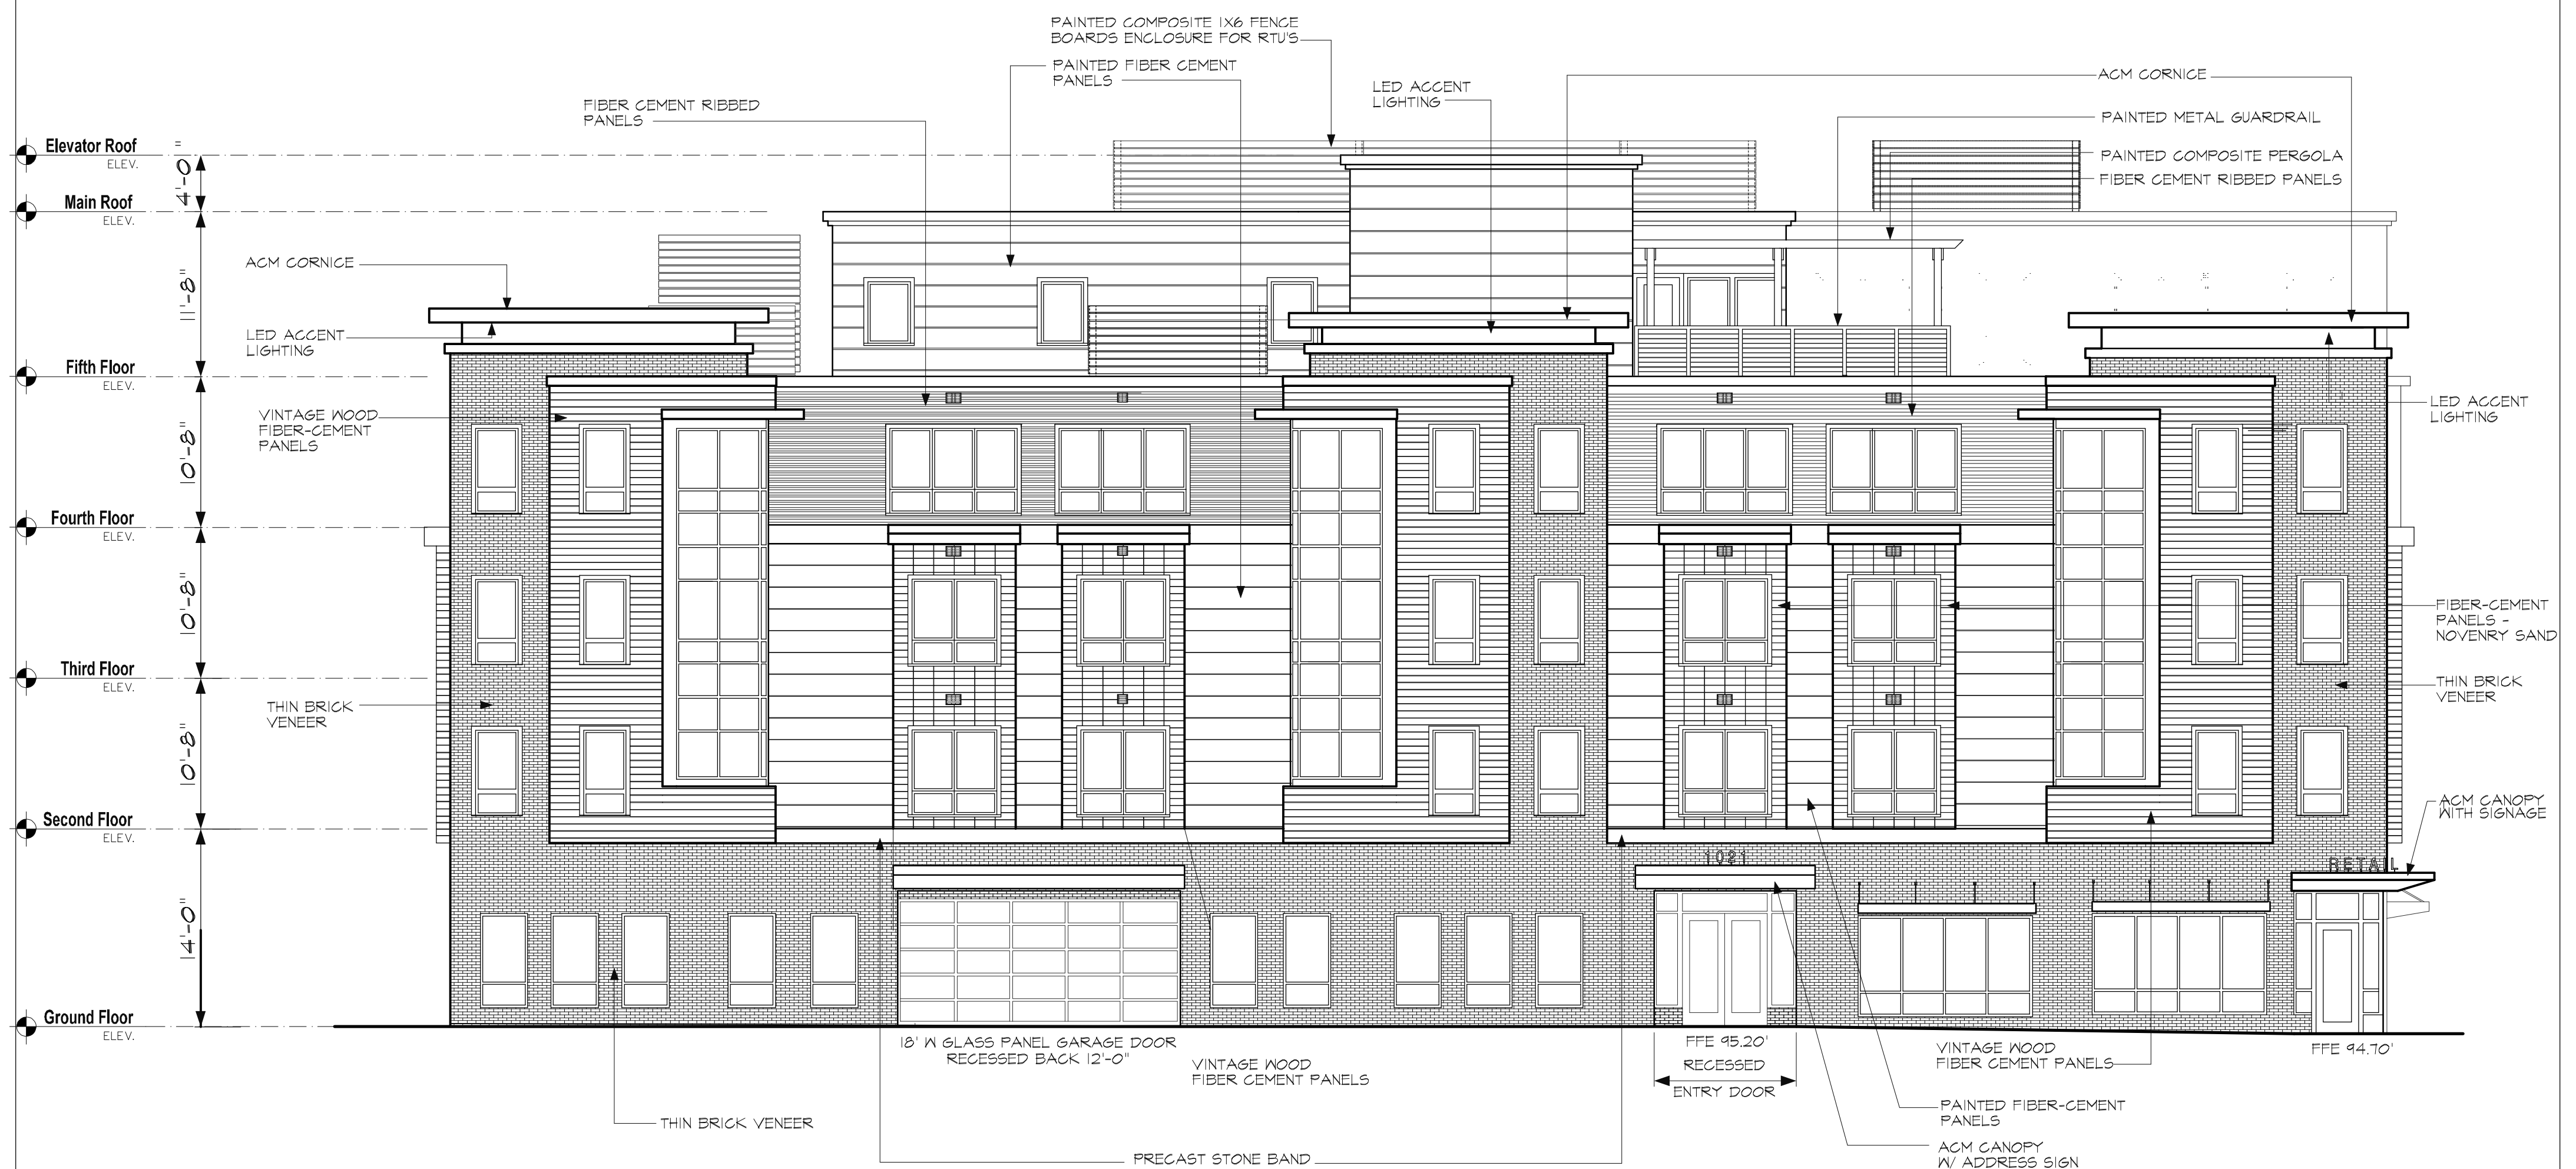 PAINTED COMPOSITE 1X6 FENCE
BOARDS ENCLOSURE FOR RTU'S
PAINTED FIBER CEMENT
PANELS
FIBER CEMENT RIBBED
PANELS
LED ACCENT
LIGHTING
ACM CORNICE
PAINTED METAL GUARDRAIL
PAINTED COMPOSITE PERGOLA
FIBER CEMENT RIBBED PANELS
Elevator Roof
ELEV.
4'-0"
Main Roof
ELEV.
11'-8"
ACM CORNICE
LED ACCENT
LIGHTING
Fifth Floor
ELEV.
10'-8"
VINTAGE WOOD
FIBER-CEMENT
PANELS
LED ACCENT
LIGHTING
Fourth Floor
ELEV.
10'-8"
FIBER-CEMENT
PANELS -
NOVENRY SAND
Third Floor
ELEV.
10'-8"
THIN BRICK
VENEER
THIN BRICK
VENEER
Second Floor
ELEV.
14'-0"
ACM CANOPY
WITH SIGNAGE
1021
RETAIL
Ground Floor
ELEV.
18' W GLASS PANEL GARAGE DOOR
RECESSED BACK 12'-0"
VINTAGE WOOD
FIBER CEMENT PANELS
FFE 95.20'
RECESSED
ENTRY DOOR
VINTAGE WOOD
FIBER CEMENT PANELS
FFE 94.70'
THIN BRICK VENEER
PAINTED FIBER-CEMENT
PANELS
PRECAST STONE BAND
ACM CANOPY
W/ ADDRESS SIGN